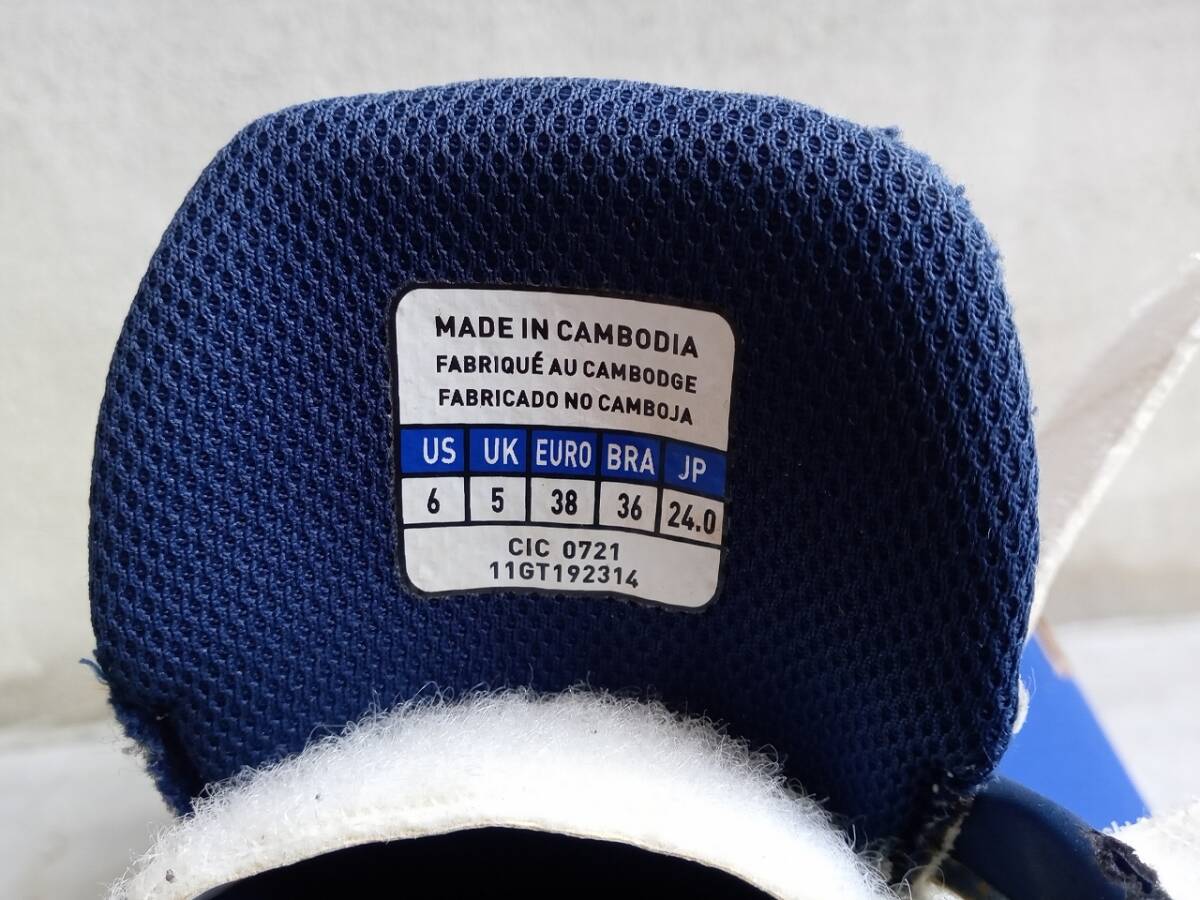 MADE IN CAMBODIA
FABRIQUÉ AU CAMBODGE
FABRICADO NO CAMBOJA
US UK EURO BRA JP
6 5 38 36 24.0
CIC 0721
11GT192314